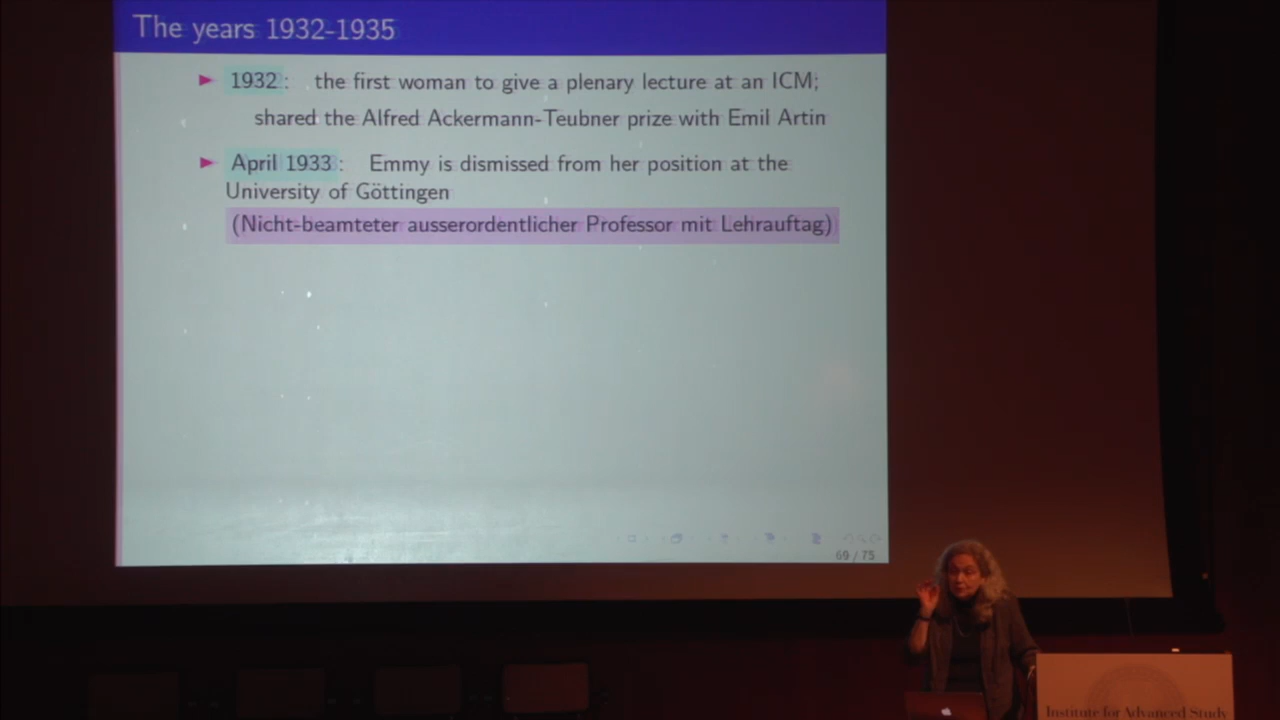 The years 1932-1935
1932: the first woman to give a plenary lecture at an ICM;
shared the Alfred Ackermann-Teubner prize with Emil Artin
April 1933: Emmy is dismissed from her position at the
University of Göttingen
(Nicht-beamteter ausserordentlicher Professor mit Lehrauftag)
69 / 75
Institute for Advanced Study